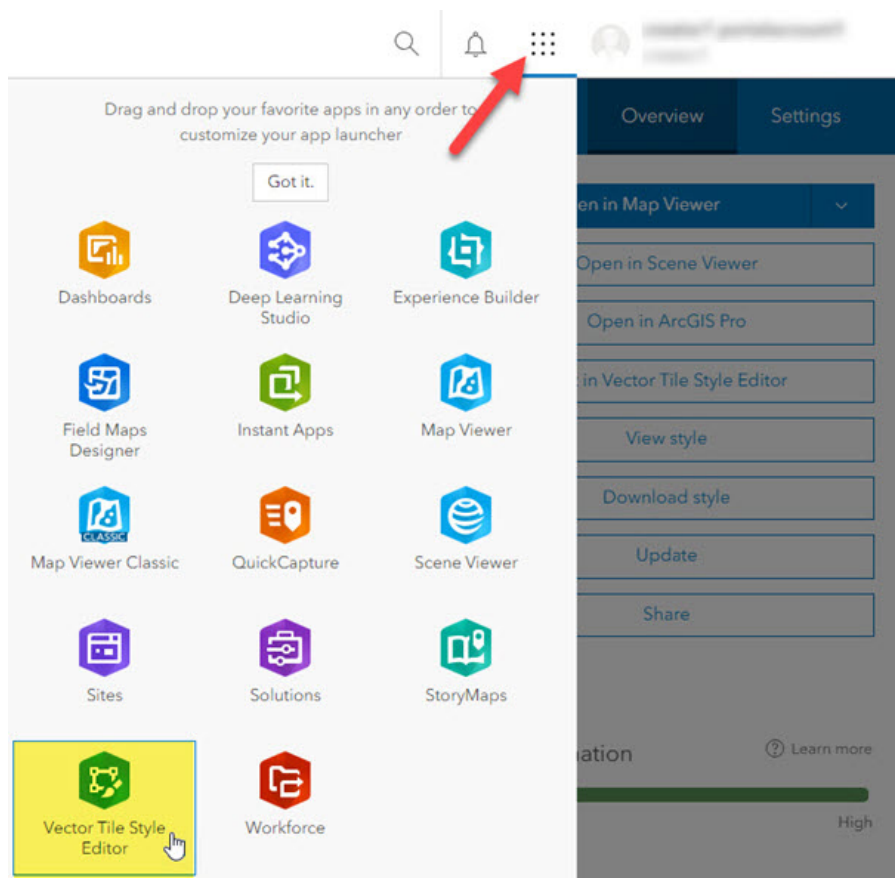 Drag and drop your favorite apps in any order to
customize your app launcher
Got it.
Dashboards
Deep Learning
Studio
Experience Builder
Field Maps
Designer
Instant Apps
Map Viewer
CLASSIC
Map Viewer Classic
QuickCapture
Scene Viewer
Sites
Solutions
StoryMaps
Vector Tile Style
Editor
Workforce
Overview
Settings
in Map Viewer
Open in Scene Viewer
Open in ArcGIS Pro
in Vector Tile Style Editor
View style
Download style
Update
Share
Learn more
High